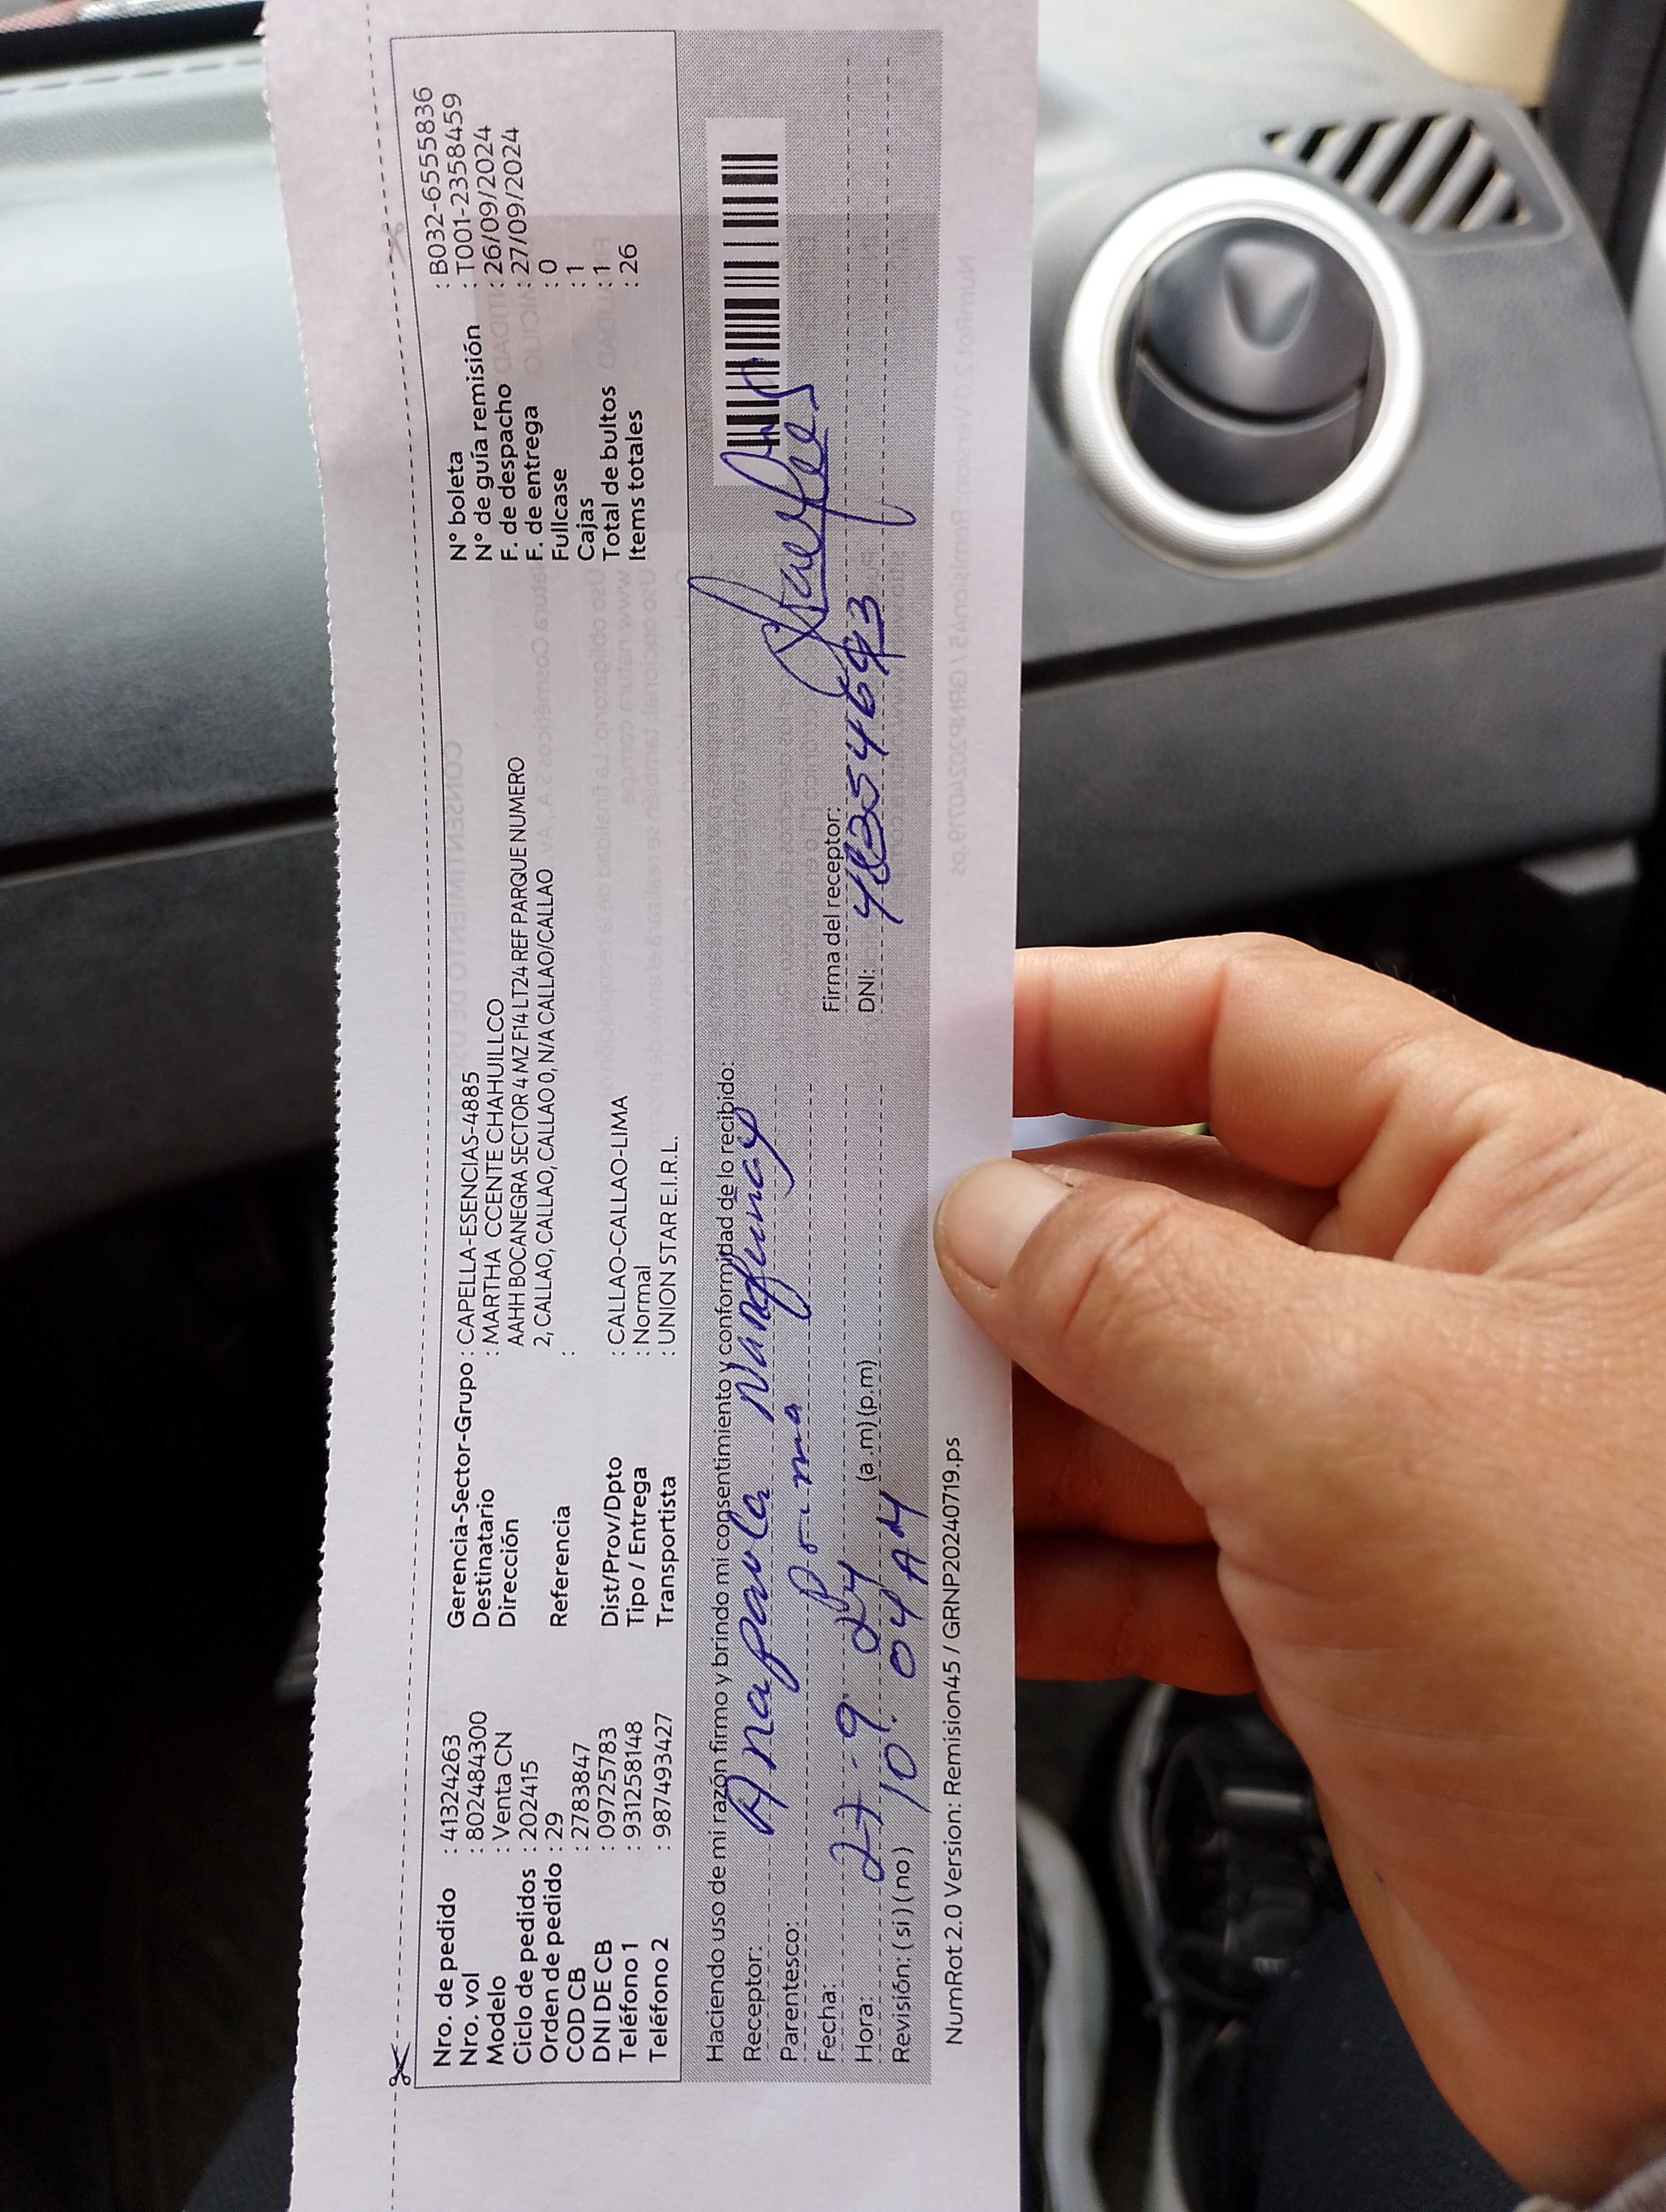 Nro. de pedido : 41324263
Nro. vol : 8024484300
Modelo : Venta CN
Ciclo de pedidos : 202415
Orden de pedido : 29
COD CB : 2783847
DNI DE CB : 09725783
Teléfono 1 : 931258148
Teléfono 2 : 987493427
Gerencia-Sector-Grupo : CAPELLA-ESENCIAS-4885
Destinatario : MARTHA CCENTE CHAHUILLCO
Dirección AAHH BOCANEGRA SECTOR 4 MZ F14 LT24 REF PARQUE NUMERO
2, CALLAO, CALLAO, CALLAO 0, N/A CALLAO/CALLAO
Referencia :
Dist/Prov/Dpto : CALLAO-CALLAO-LIMA
Tipo / Entrega : Normal
Transportista : UNION STAR E.I.R.L.
N° boleta : B032-65555836
N° de guía remisión : T001-2358459
F. de despacho : 26/09/2024
F. de entrega : 27/09/2024
Fullcase : 0
Cajas : 1
Total de bultos : 1
Items totales : 26
Haciendo uso de mi razón firmo y brindo mi consentimiento y conformidad de lo recibido:
Receptor: Anapaula
Parentesco: Prima
Fecha: 27-9-24
Hora: 10:04 AM (a.m) (p.m)
Revisión: (si) (no)
Firma del receptor:
DNI:
NumRot 2.0 Version: Remision45 / GRNP20240719.ps